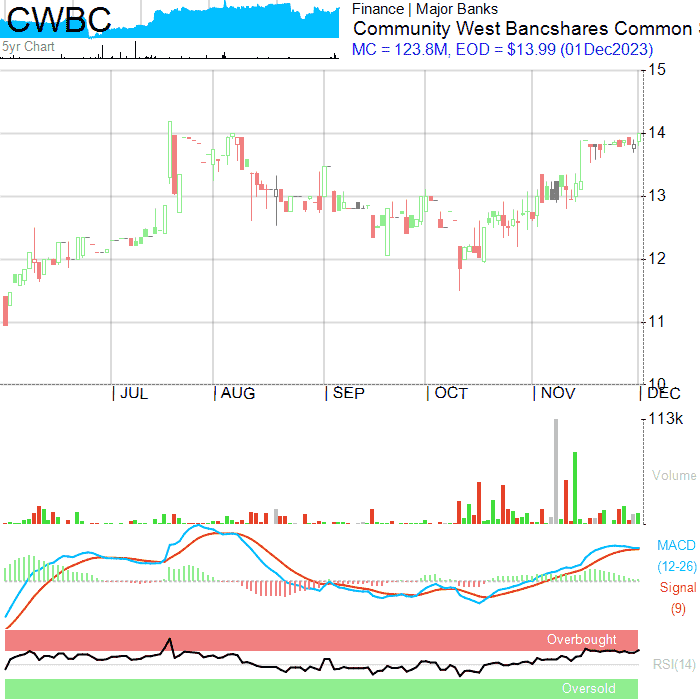 CWBC
5yr Chart
Finance | Major Banks
Community West Bancshares Common
MC = 123.8M, EOD = $13.99 (01Dec2023)
15
14
13
12
11
10
| JUL | AUG | SEP | OCT | NOV | DEC
113k
Volume
MACD
(12-26)
Signal
(9)
Overbought
RSI(14)
Oversold